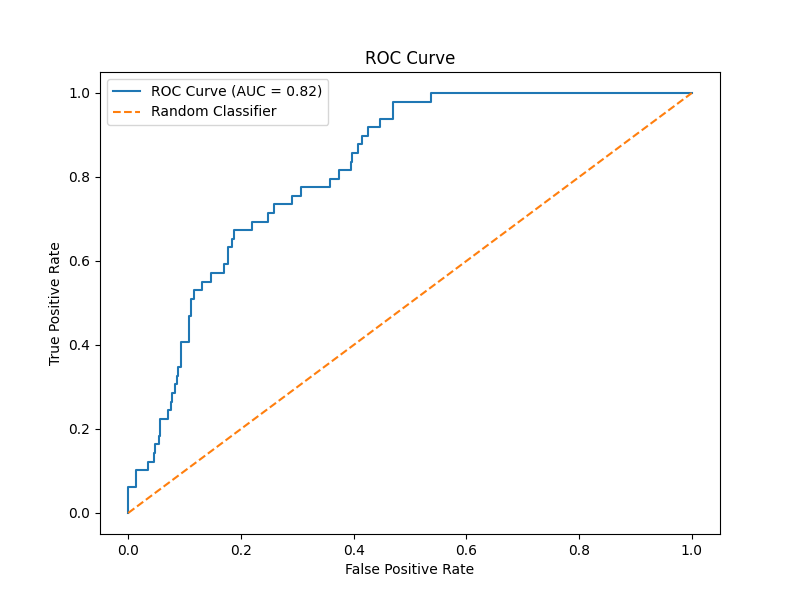 ROC Curve
ROC Curve (AUC = 0.82)
Random Classifier
True Positive Rate
1.0
0.8
0.6
0.4
0.2
0.0
0.0 0.2 0.4 0.6 0.8 1.0
False Positive Rate